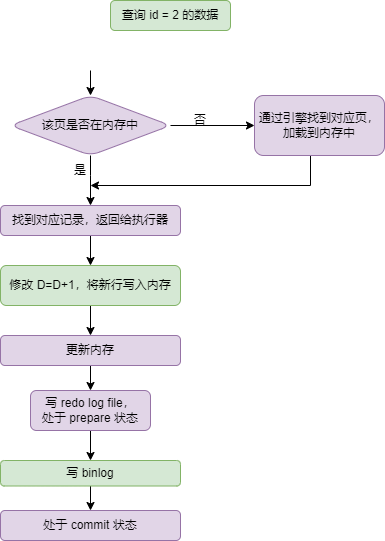 查询 id = 2 的数据
该页是否在内存中
否
通过引擎找到对应页，
加载到内存中
是
找到对应记录，返回给执行器
修改 D=D+1，将新行写入内存
更新内存
写 redo log file，
处于 prepare 状态
写 binlog
处于 commit 状态